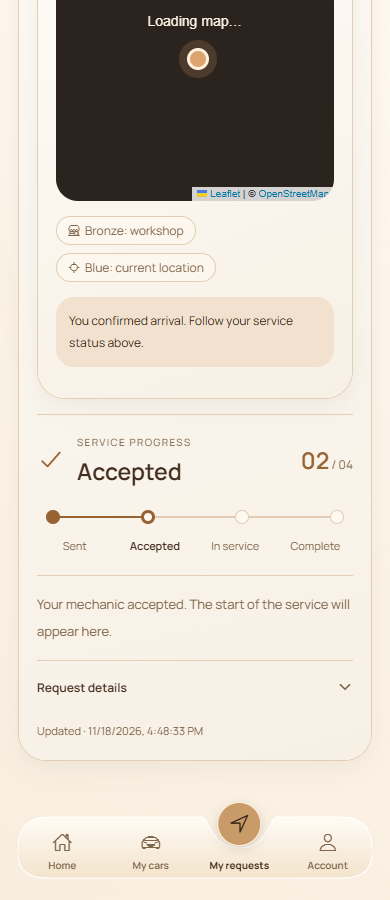 Loading map...
Leaflet | © OpenStreetMap
Bronze: workshop
Blue: current location
You confirmed arrival. Follow your service
status above.
SERVICE PROGRESS
Accepted
02 / 04
Sent
Accepted
In service
Complete
Your mechanic accepted. The start of the service will
appear here.
Request details
Updated · 11/18/2026, 4:48:33 PM
Home
My cars
My requests
Account